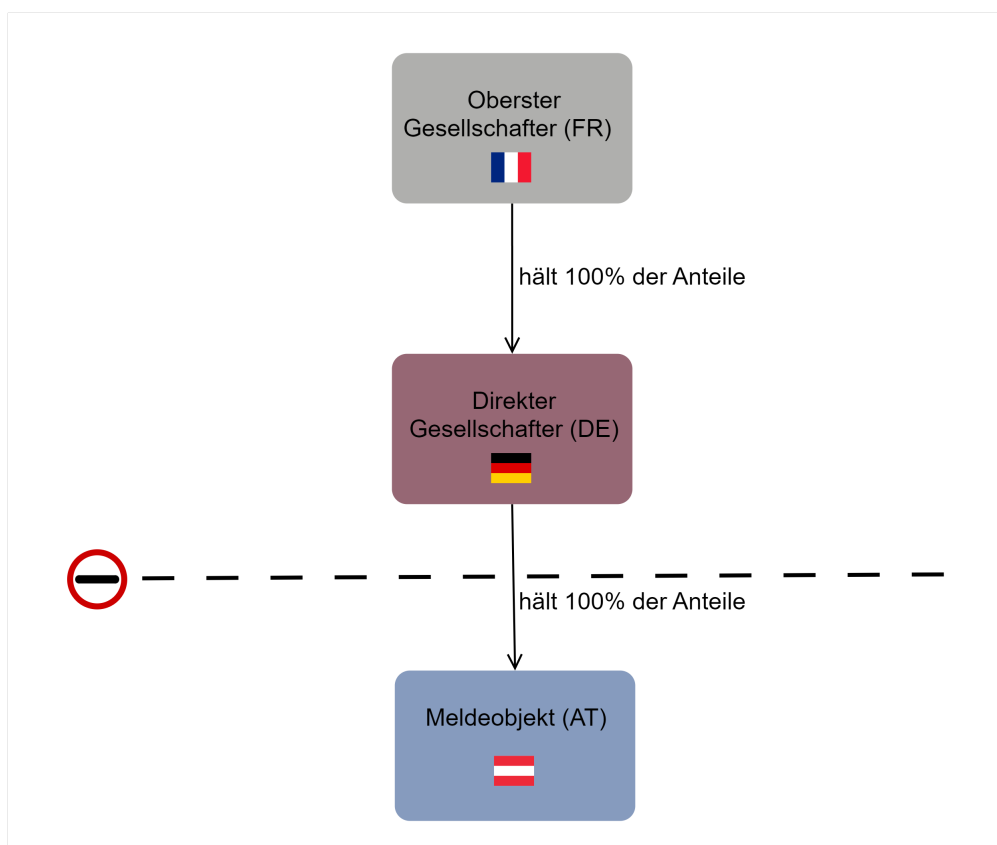 Oberster
Gesellschafter (FR)
hält 100% der Anteile
Direkter
Gesellschafter (DE)
hält 100% der Anteile
Meldeobjekt (AT)